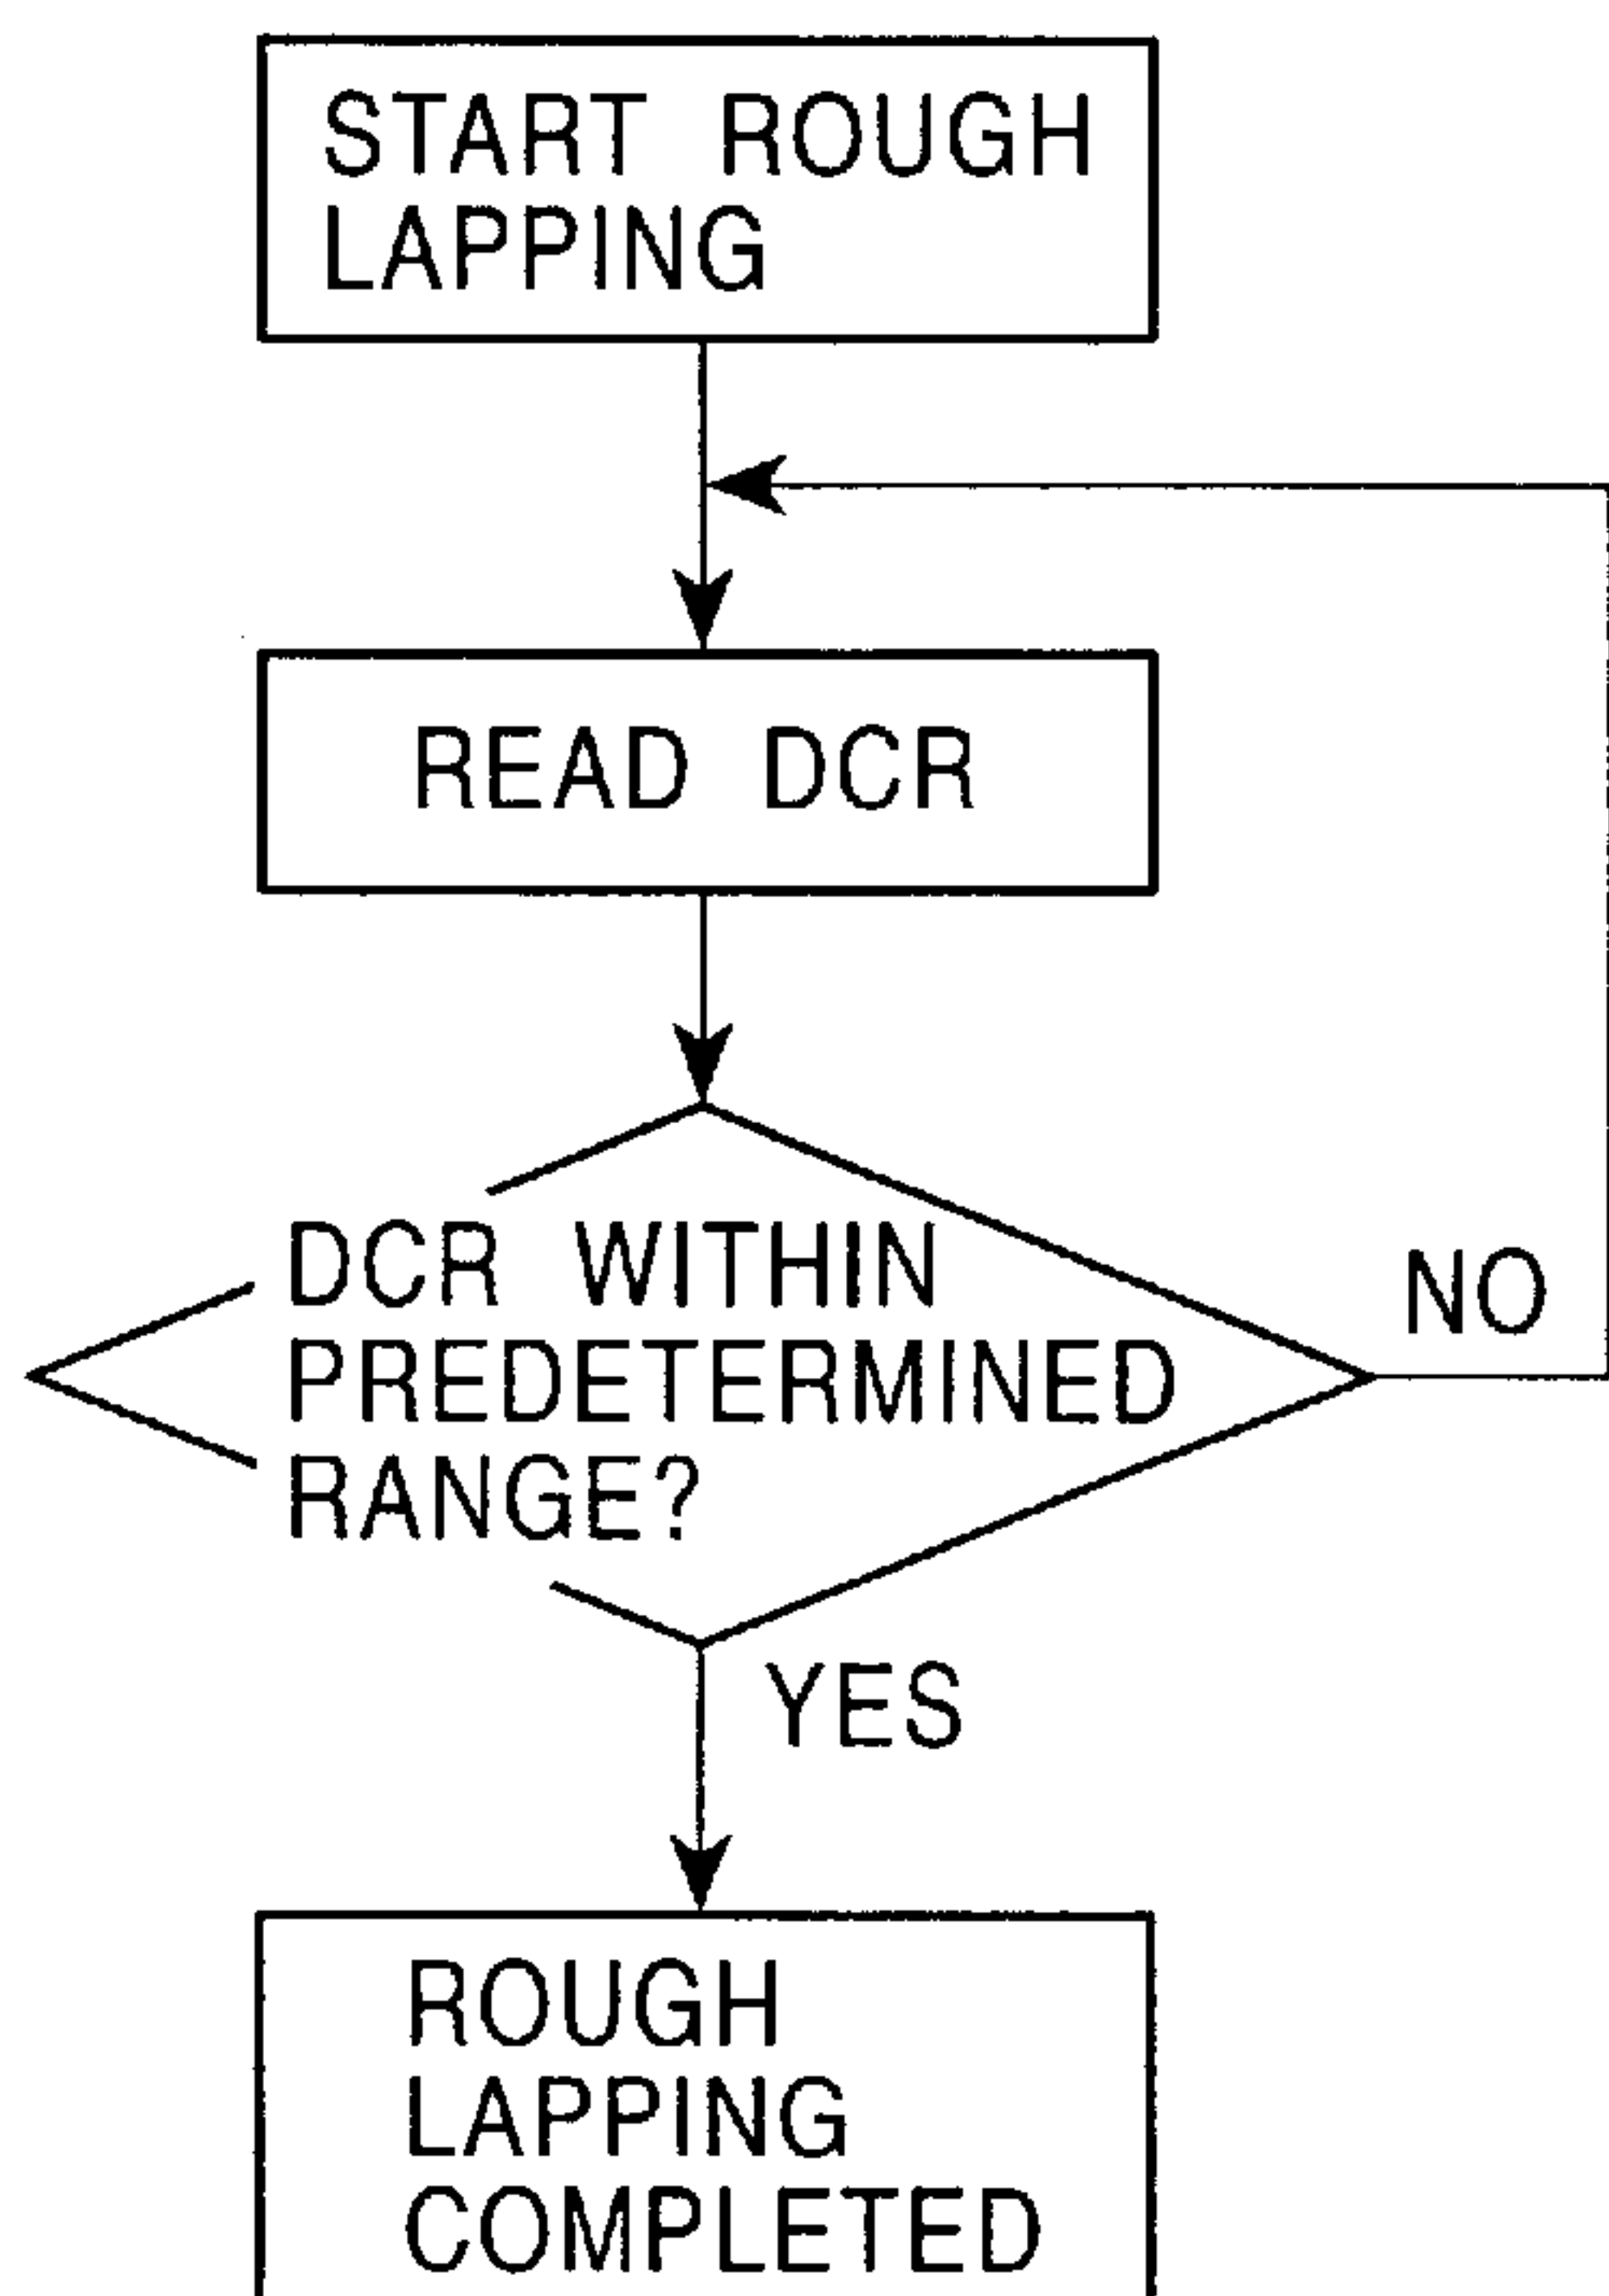 START ROUGH
LAPPING
READ DCR
DCR WITHIN
PREDETERMINED
RANGE?
NO
YES
ROUGH
LAPPING
COMPLETED